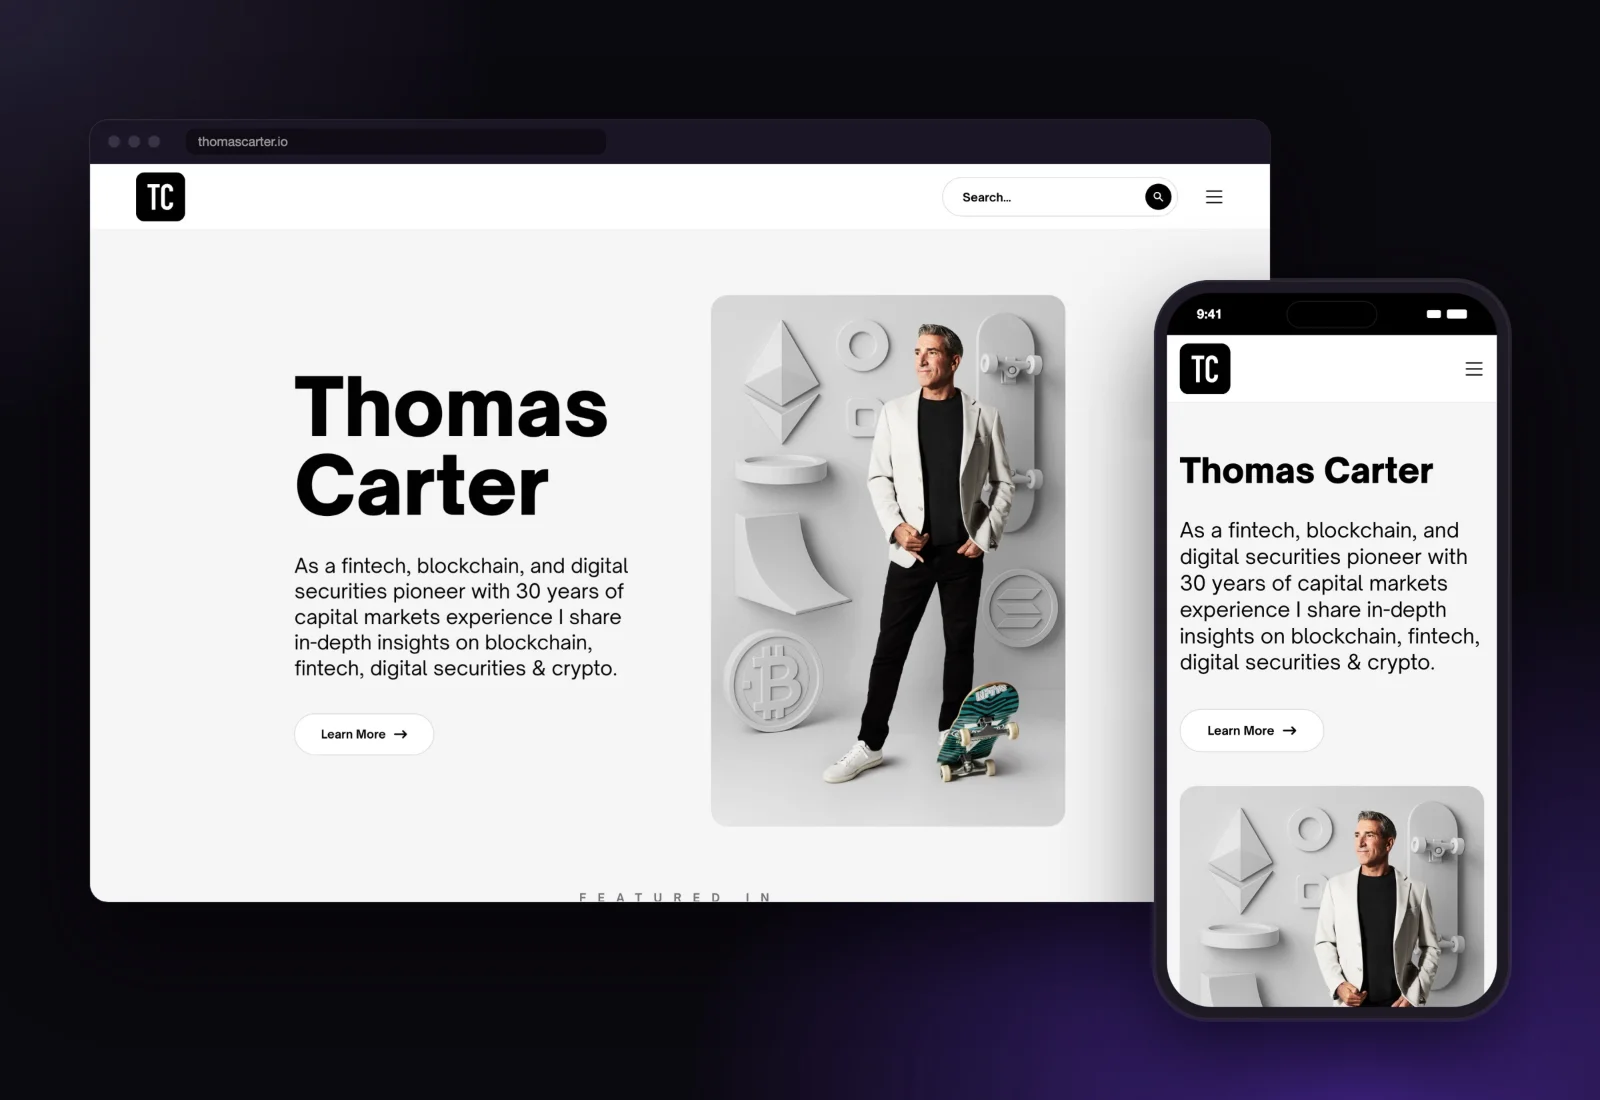 thomascarter.io
TC
Search...
Thomas
Carter
As a fintech, blockchain, and digital
securities pioneer with 30 years of
capital markets experience I share
in-depth insights on blockchain,
fintech, digital securities & crypto.
Learn More
FEATURED IN
9:41
TC
Thomas Carter
As a fintech, blockchain, and
digital securities pioneer with
30 years of capital markets
experience I share in-depth
insights on blockchain, fintech,
digital securities & crypto.
Learn More